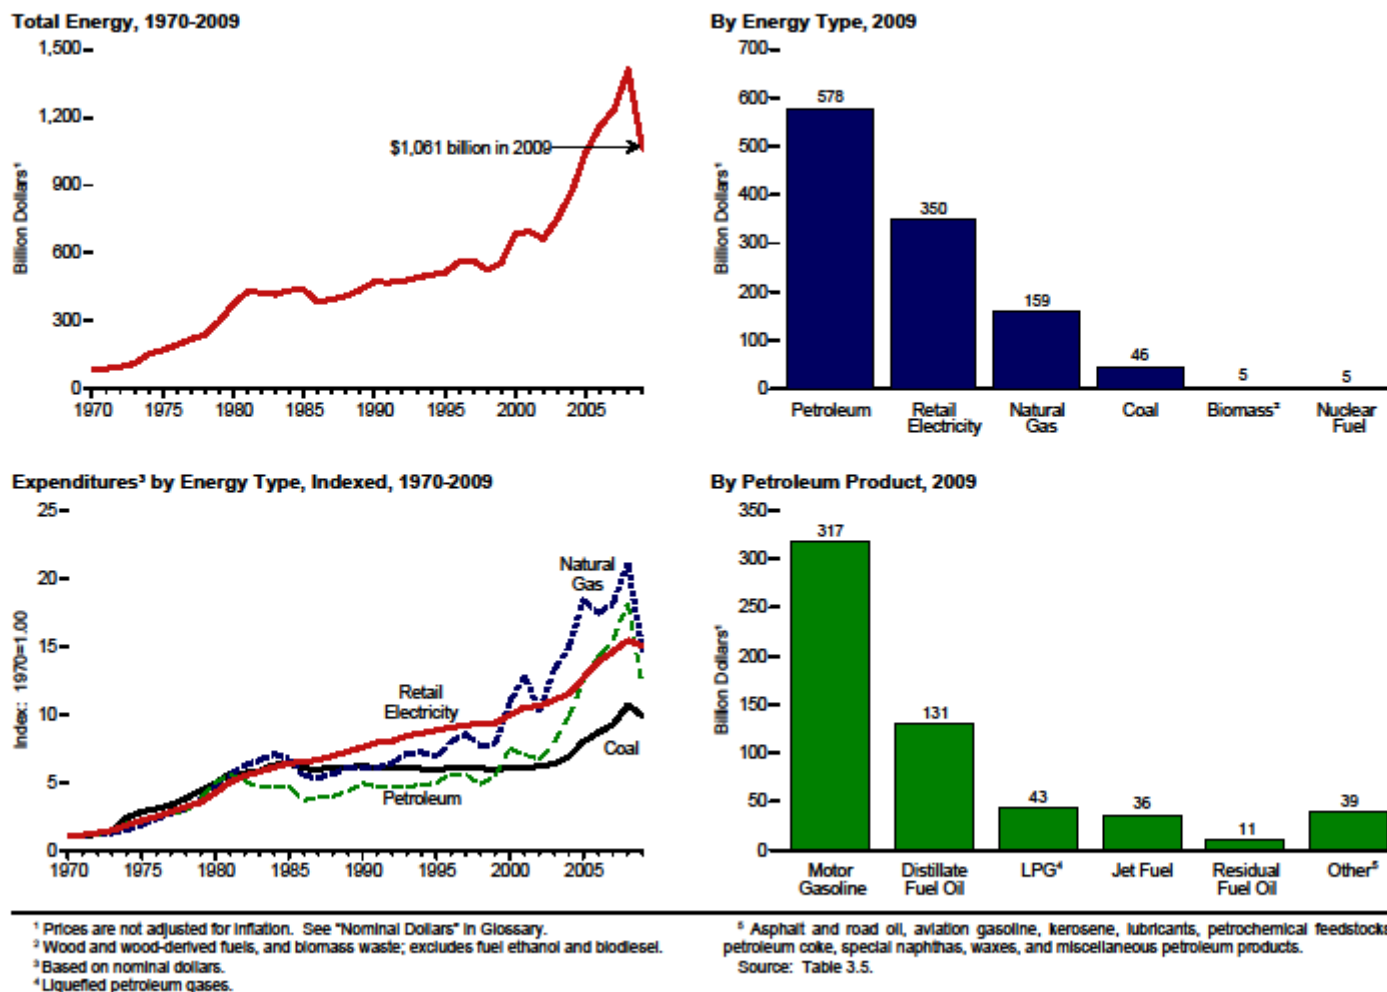 Total Energy, 1970-2009
1,500
1,200
900
600
300
0
Billion Dollars¹
$1,061 billion in 2009
1970 1975 1980 1985 1990 1995 2000 2005
By Energy Type, 2009
700
600
500
400
300
200
100
0
Billion Dollars¹
578
350
159
46
5
5
Petroleum Retail Natural Coal Biomass² Nuclear
Electricity Gas Fuel
Expenditures³ by Energy Type, Indexed, 1970-2009
25
20
15
10
5
0
Index: 1970=1.00
Natural
Gas
Retail
Electricity
Coal
Petroleum
1970 1975 1980 1985 1990 1995 2000 2005
By Petroleum Product, 2009
350
300
250
200
150
100
50
0
Billion Dollars¹
317
131
43
36
11
39
Motor Distillate LPG⁴ Jet Fuel Residual Other⁵
Gasoline Fuel Oil Fuel Oil
¹ Prices are not adjusted for inflation. See "Nominal Dollars" in Glossary.
² Wood and wood-derived fuels, and biomass waste; excludes fuel ethanol and biodiesel.
³ Based on nominal dollars.
⁴ Liquefied petroleum gases.
⁵ Asphalt and road oil, aviation gasoline, kerosene, lubricants, petrochemical feedstocks
petroleum coke, special naphthas, waxes, and miscellaneous petroleum products.
Source: Table 3.5.